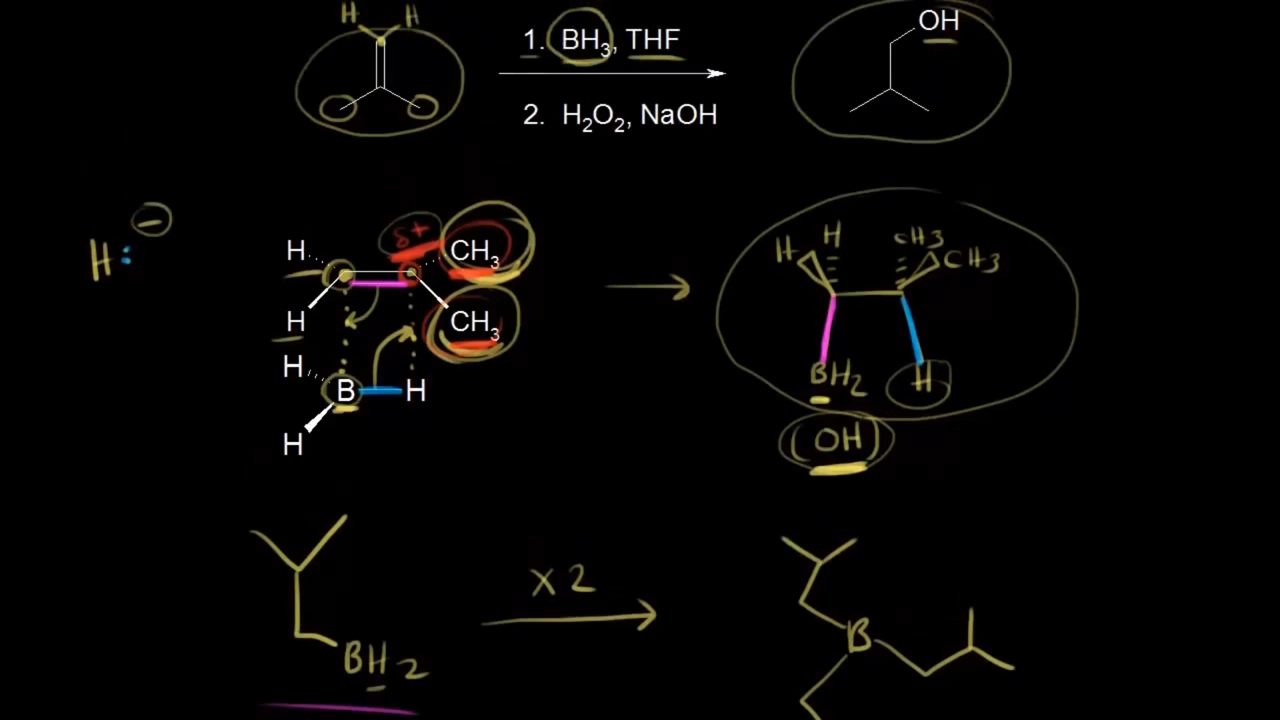 H H
OH
1. BH₃, THF
2. H₂O₂, NaOH
H:⁻
δ+
H CH₃
H CH₃
H
B H
H
H H CH3 CH3
BH2 H
(OH)
x 2
B
BH2